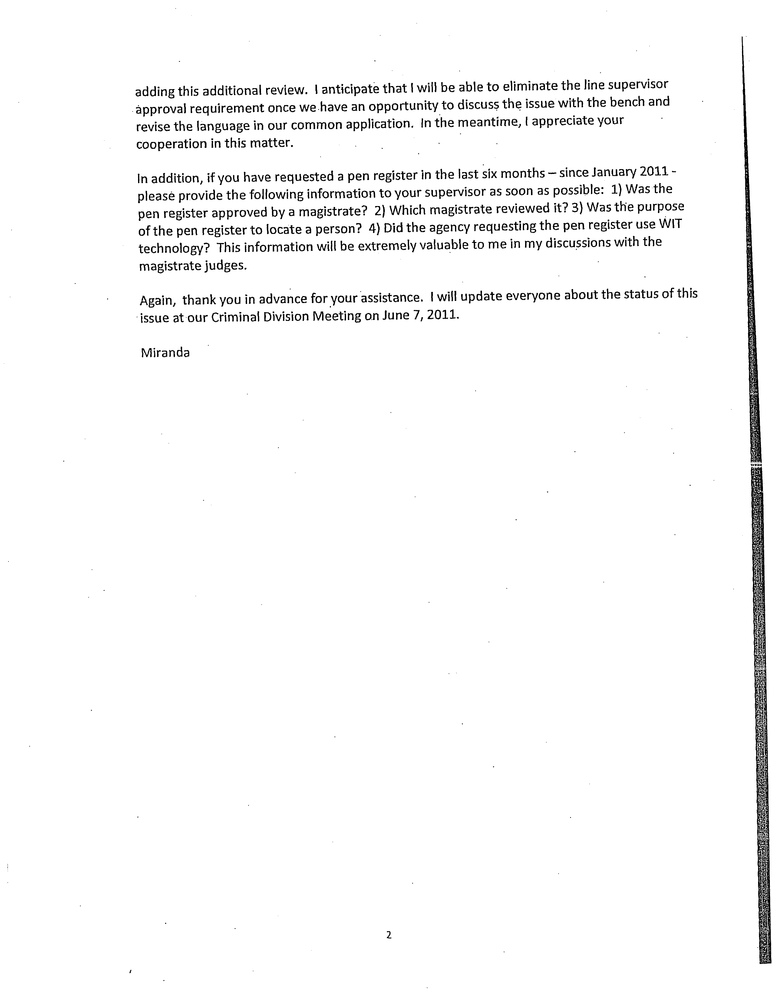 adding this additional review.  I anticipate that I will be able to eliminate the line supervisor
approval requirement once we have an opportunity to discuss the issue with the bench and
revise the language in our common application.  In the meantime, I appreciate your
cooperation in this matter.

In addition, if you have requested a pen register in the last six months – since January 2011 -
please provide the following information to your supervisor as soon as possible:  1) Was the
pen register approved by a magistrate?  2) Which magistrate reviewed it? 3) Was the purpose
of the pen register to locate a person?  4) Did the agency requesting the pen register use WIT
technology?  This information will be extremely valuable to me in my discussions with the
magistrate judges.

Again,  thank you in advance for your assistance.  I will update everyone about the status of this
issue at our Criminal Division Meeting on June 7, 2011.

Miranda

2